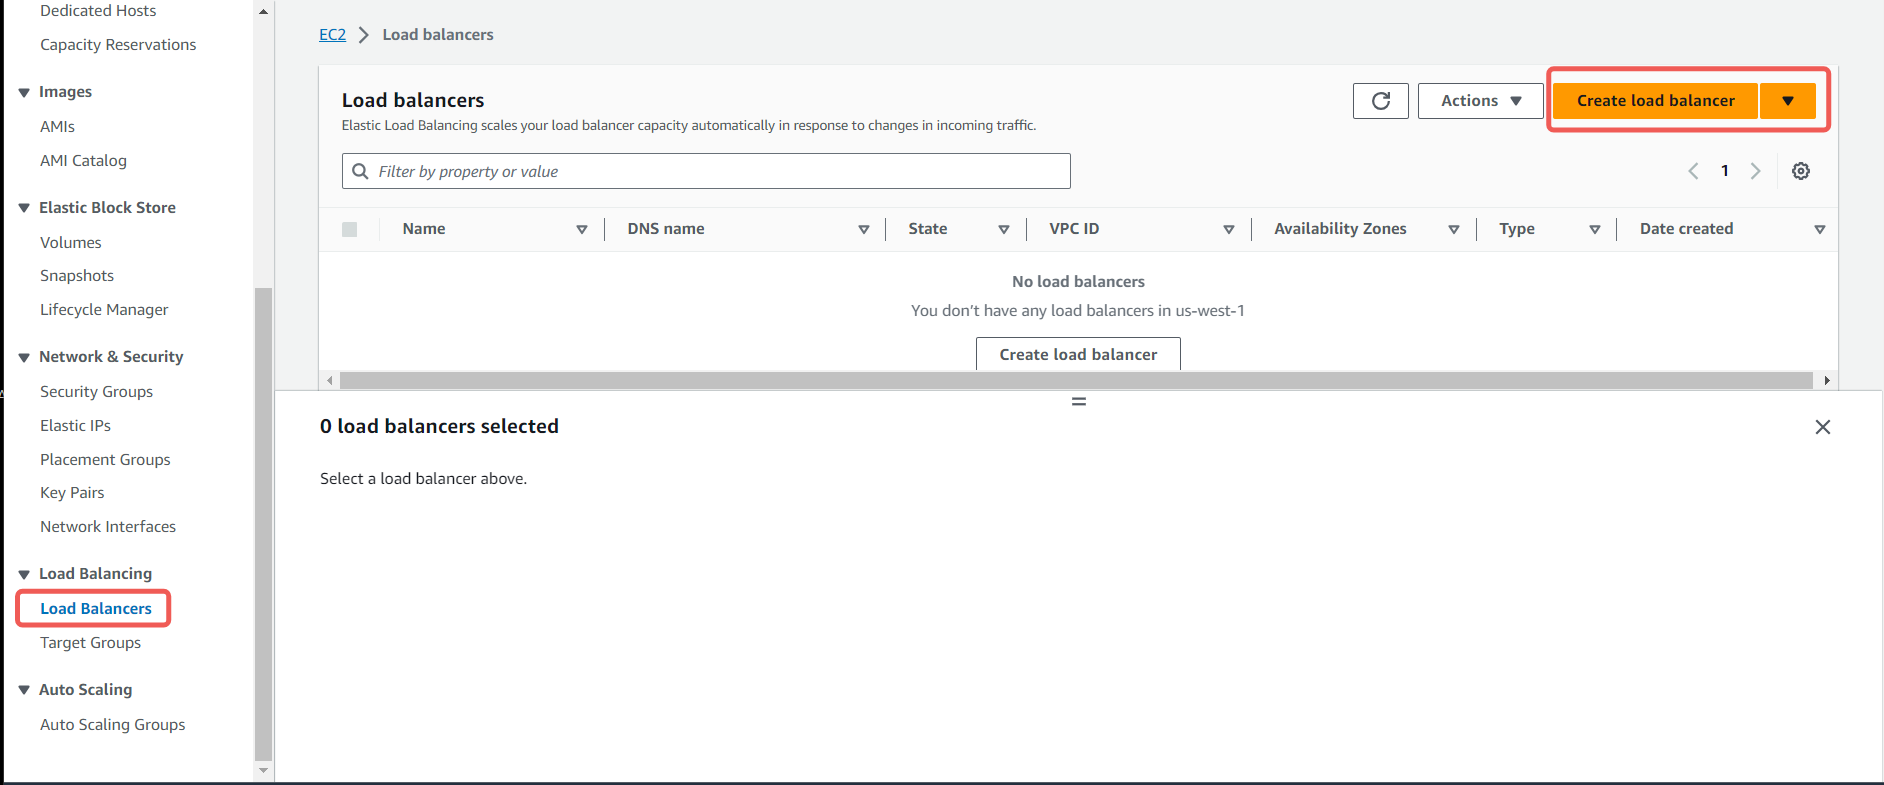 Dedicated Hosts
Capacity Reservations
Images
AMIs
AMI Catalog
Elastic Block Store
Volumes
Snapshots
Lifecycle Manager
Network & Security
Security Groups
Elastic IPs
Placement Groups
Key Pairs
Network Interfaces
Load Balancing
Load Balancers
Target Groups
Auto Scaling
Auto Scaling Groups
EC2 Load balancers
Load balancers
Elastic Load Balancing scales your load balancer capacity automatically in response to changes in incoming traffic.
Actions
Create load balancer
Filter by property or value
1
Name DNS name State VPC ID Availability Zones Type Date created
No load balancers
You don’t have any load balancers in us-west-1
Create load balancer
0 load balancers selected
Select a load balancer above.